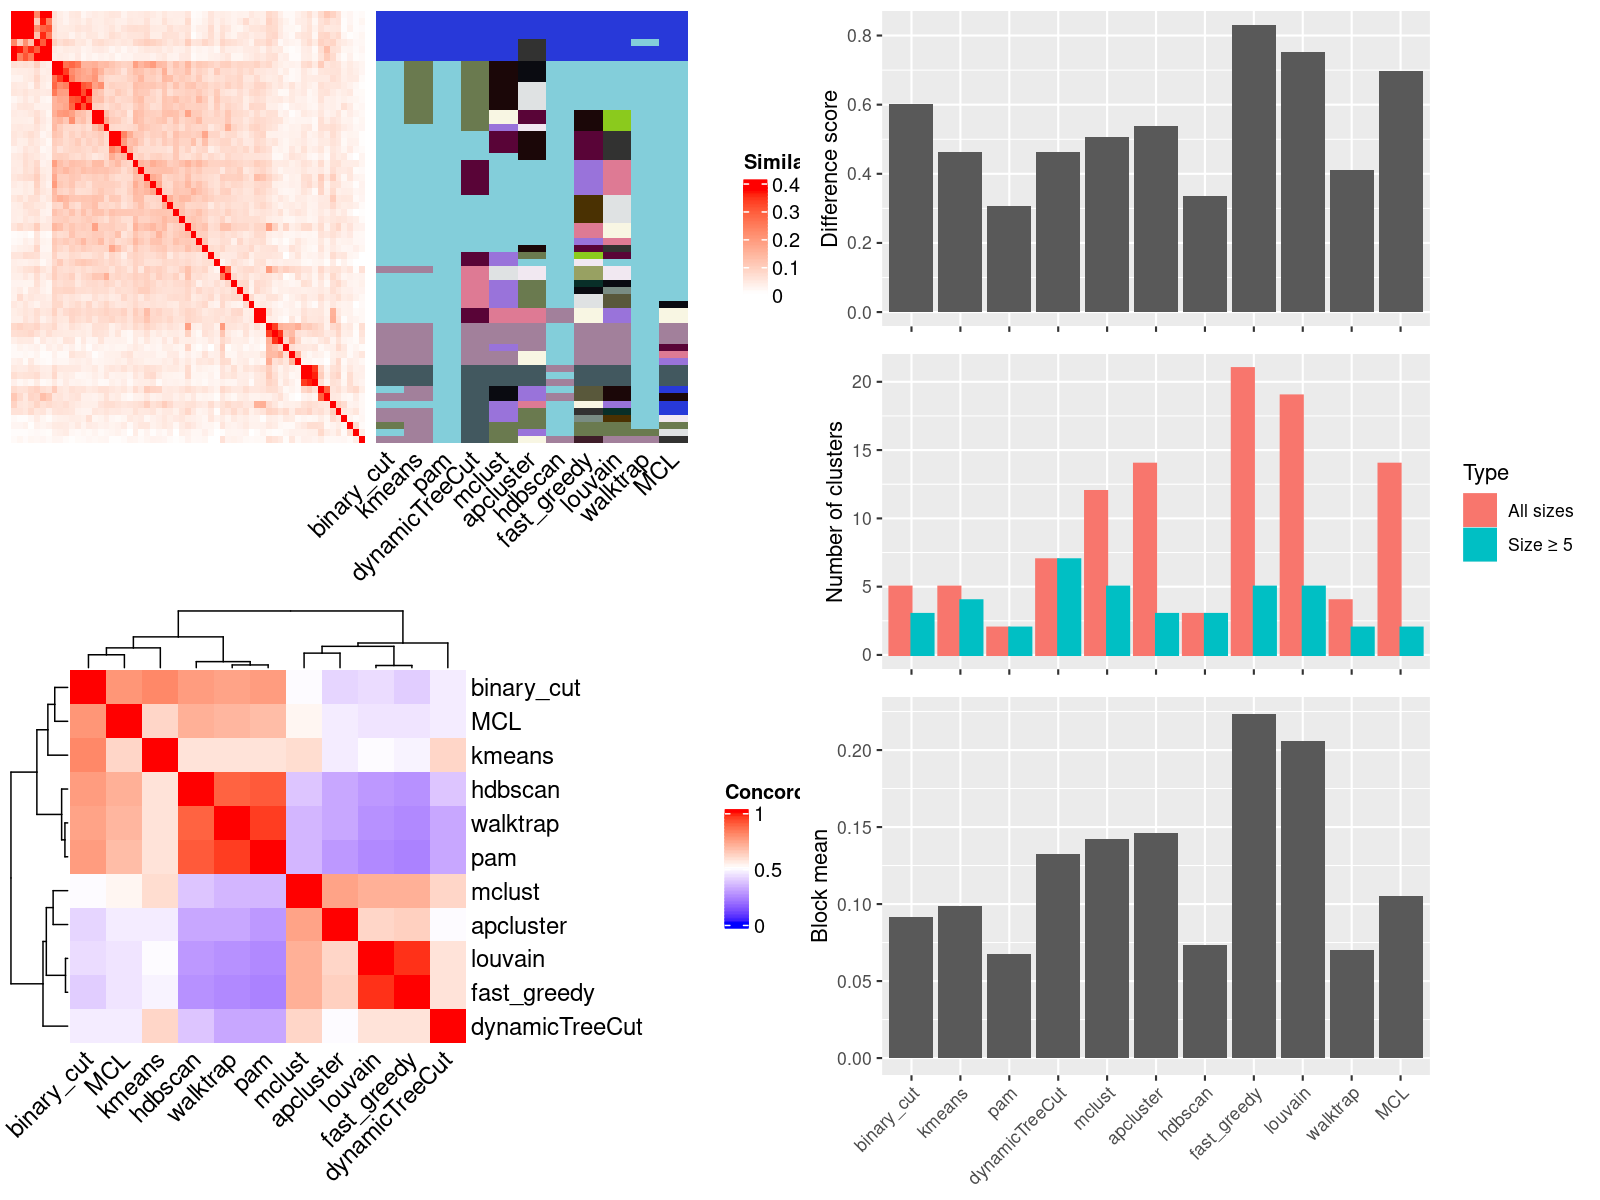 Simila
0.4
0.3
0.2
0.1
0
binary_cut
kmeans
pam
dynamicTreeCut
mclust
apcluster
hdbscan
fast_greedy
louvain
walktrap
MCL
Difference score
0.8
0.6
0.4
0.2
0.0
Number of clusters
20
15
10
5
0
Type
All sizes
Size ≥ 5
binary_cut
MCL
kmeans
hdbscan
walktrap
pam
mclust
apcluster
louvain
fast_greedy
dynamicTreeCut
Concord
1
0.5
0
binary_cut
MCL
kmeans
hdbscan
walktrap
pam
mclust
apcluster
louvain
fast_greedy
dynamicTreeCut
Block mean
0.20
0.15
0.10
0.05
0.00
binary_cut
kmeans
pam
dynamicTreeCut
mclust
apcluster
hdbscan
fast_greedy
louvain
walktrap
MCL